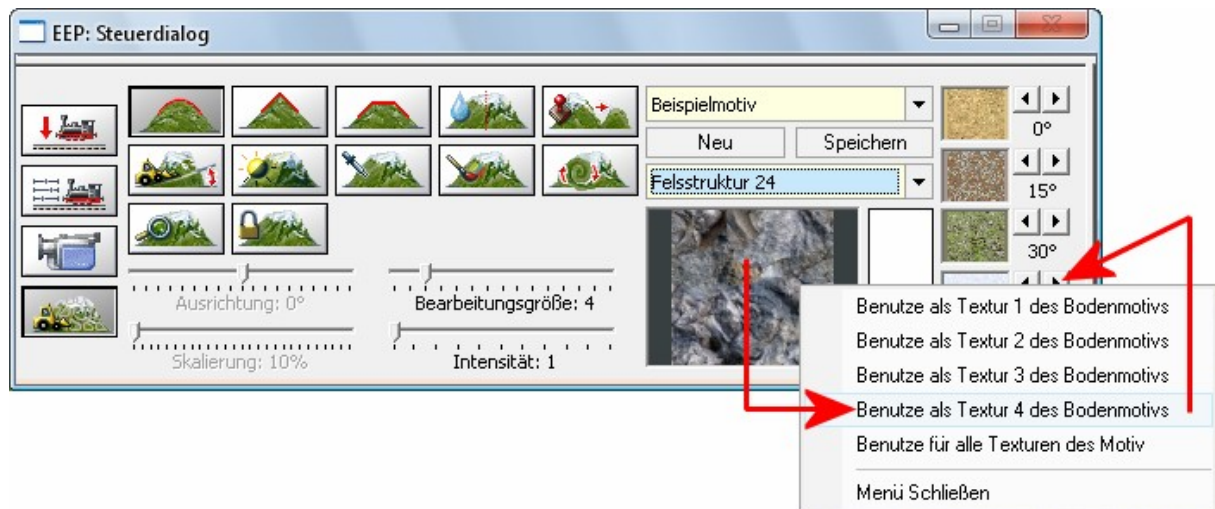 EEP: Steuerdialog
Beispielmotiv
Neu
Speichern
Felsstruktur 24
0°
15°
30°
Ausrichtung: 0°
Bearbeitungsgröße: 4
Skalierung: 10%
Intensität: 1
Benutze als Textur 1 des Bodenmotivs
Benutze als Textur 2 des Bodenmotivs
Benutze als Textur 3 des Bodenmotivs
Benutze als Textur 4 des Bodenmotivs
Benutze für alle Texturen des Motiv
Menü Schließen